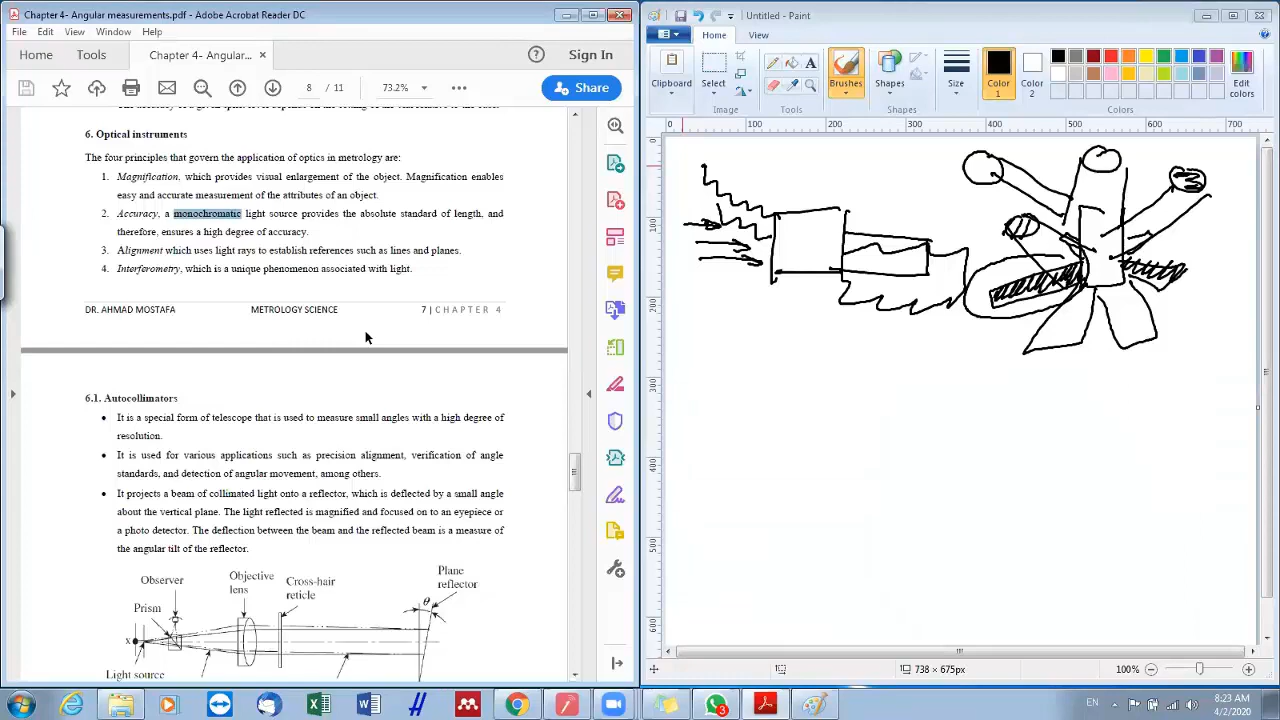 Chapter 4- Angular measurements.pdf - Adobe Acrobat Reader DC
File Edit View Window Help
Home Tools Chapter 4- Angular... × ? Sign In
/ 11 73.2% Share
6. Optical instruments
The four principles that govern the application of optics in metrology are:
1. Magnification, which provides visual enlargement of the object. Magnification enables
easy and accurate measurement of the attributes of an object.
2. Accuracy, a monochromatic light source provides the absolute standard of length, and
therefore, ensures a high degree of accuracy.
3. Alignment which uses light rays to establish references such as lines and planes.
4. Interferometry, which is a unique phenomenon associated with light.
DR. AHMAD MOSTAFA METROLOGY SCIENCE 7 | CHAPTER 4
6.1. Autocollimators
• It is a special form of telescope that is used to measure small angles with a high degree of
resolution.
• It is used for various applications such as precision alignment, verification of angle
standards, and detection of angular movement, among others.
• It projects a beam of collimated light onto a reflector, which is deflected by a small angle
about the vertical plane. The light reflected is magnified and focused on to an eyepiece or
a photo detector. The deflection between the beam and the reflected beam is a measure of
the angular tilt of the reflector.
Plane
reflector
Observer
Objective
lens
Cross-hair
reticle
Prism
θ
x
Light source
Untitled - Paint
Home View
Clipboard
Select
Image
Brushes
A
Tools
Shapes
Shapes
Size
Color
1
Color
2
Edit
colors
Colors
0 100 200 300 400 500 600 700
100
200
300
400
500
600
738 × 675px 100%
3
EN
8:23 AM
4/2/2020